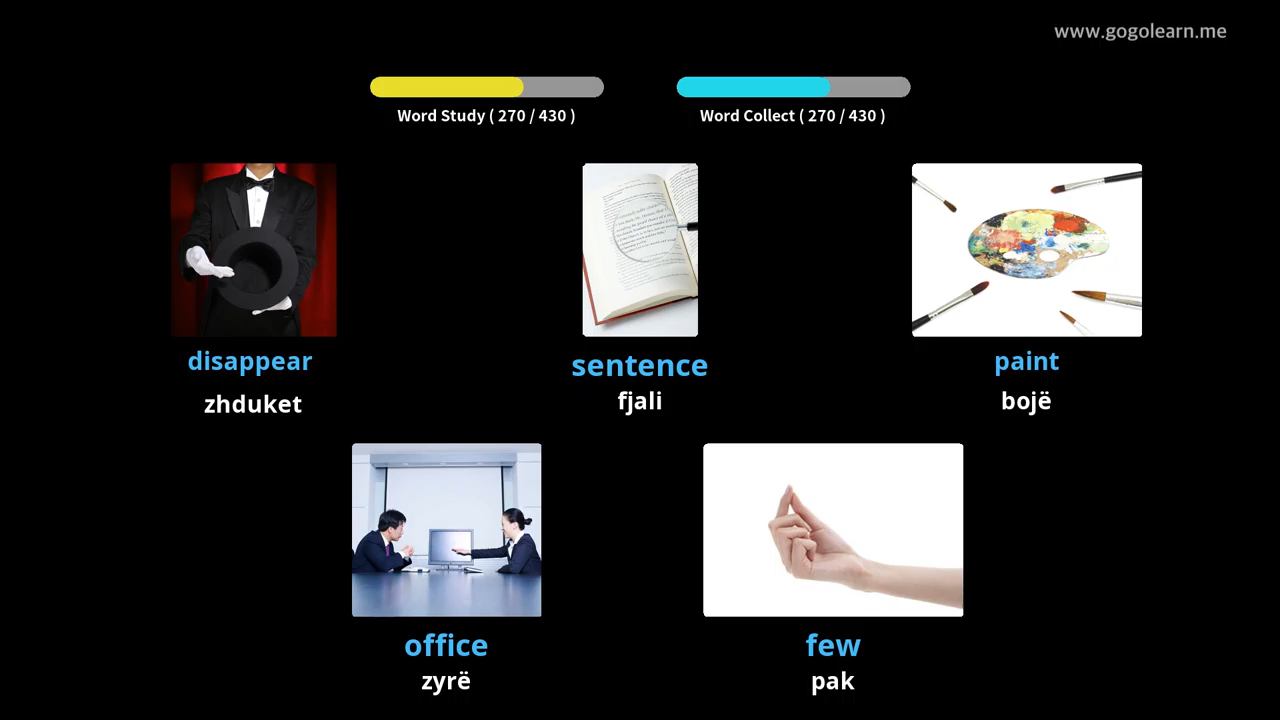 www.gogolearn.me
Word Study ( 270 / 430 )
Word Collect ( 270 / 430 )
disappear
zhduket
sentence
fjali
paint
bojë
office
zyrë
few
pak